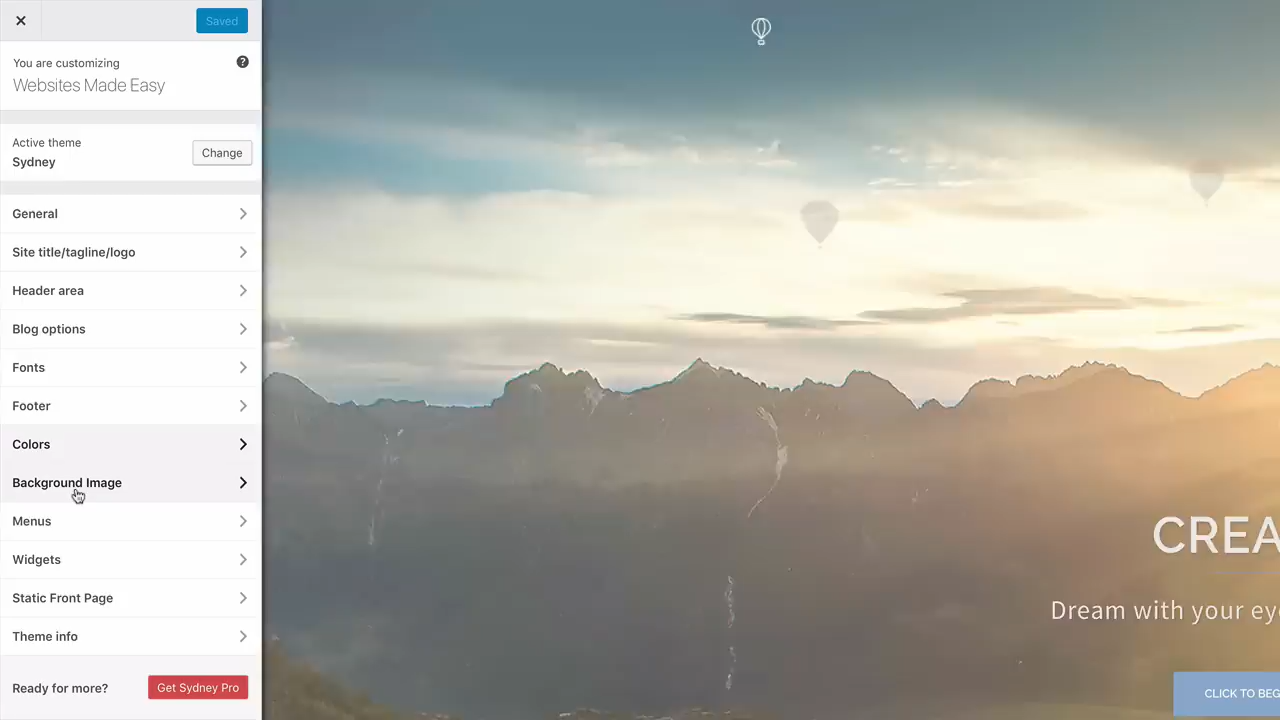 Saved
You are customizing
Websites Made Easy
Active theme
Sydney
Change
General
Site title/tagline/logo
Header area
Blog options
Fonts
Footer
Colors
Background Image
Menus
Widgets
Static Front Page
Theme info
Ready for more?
Get Sydney Pro
CREA
Dream with your eye
CLICK TO BEG